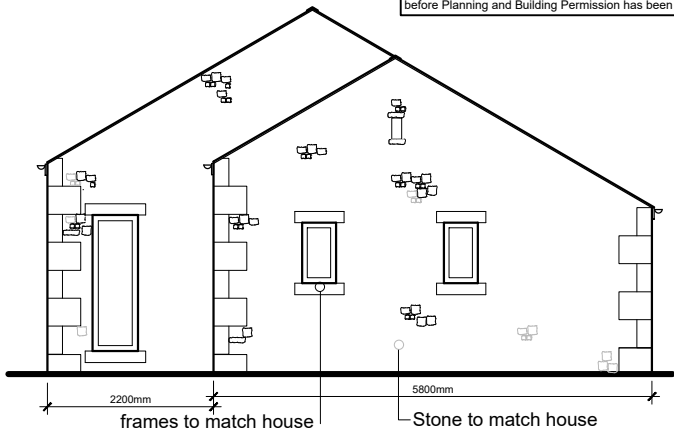 before Planning and Building Permission has been
5800mm
2200mm
frames to match house
Stone to match house